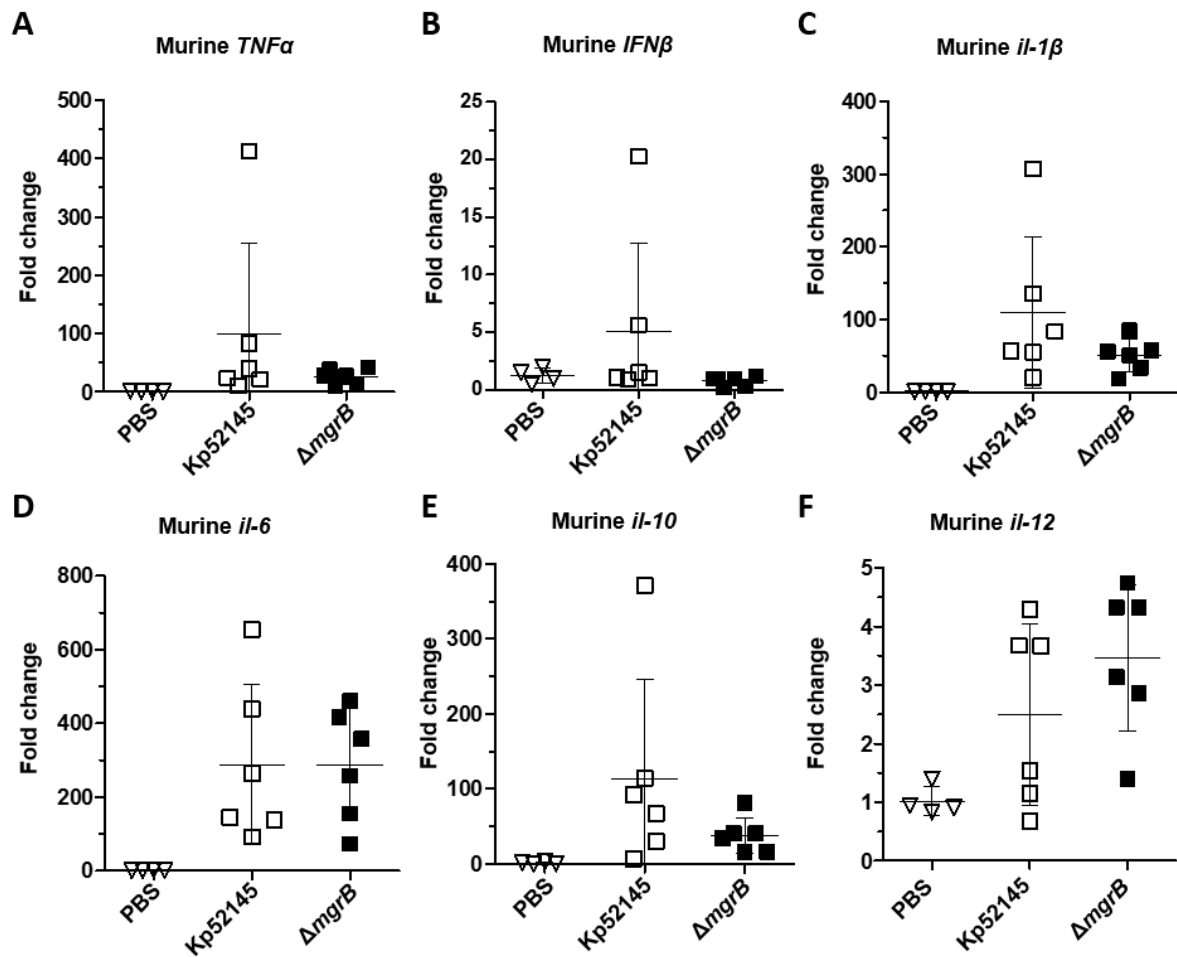 A
Murine TNFα
Fold change
500
400
300
200
100
0
PBS
Kp52145
ΔmgrB
B
Murine IFNβ
Fold change
25
20
15
10
5
0
PBS
Kp52145
ΔmgrB
C
Murine il-1β
Fold change
400
300
200
100
0
PBS
Kp52145
ΔmgrB
D
Murine il-6
Fold change
800
600
400
200
0
PBS
Kp52145
ΔmgrB
E
Murine il-10
Fold change
400
300
200
100
0
PBS
Kp52145
ΔmgrB
F
Murine il-12
Fold change
5
4
3
2
1
0
PBS
Kp52145
ΔmgrB